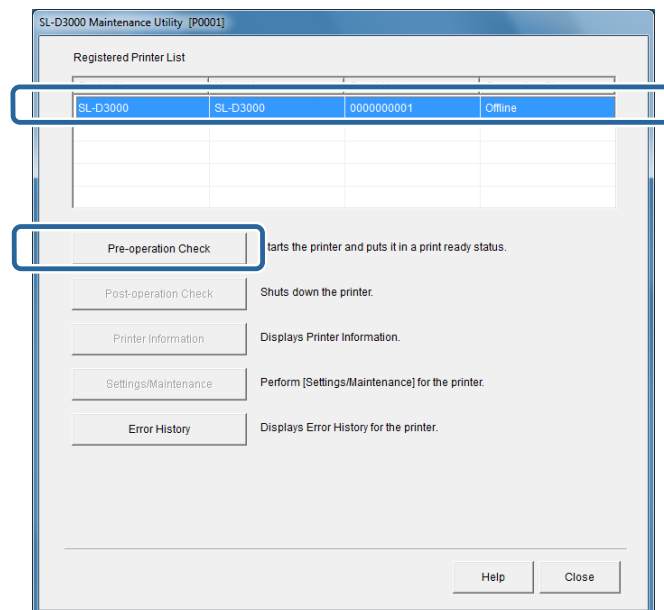 SL-D3000 Maintenance Utility [P0001]
Registered Printer List
SL-D3000 SL-D3000 0000000001 Offline
Pre-operation Check tarts the printer and puts it in a print ready status.
Post-operation Check Shuts down the printer.
Printer Information Displays Printer Information.
Settings/Maintenance Perform [Settings/Maintenance] for the printer.
Error History Displays Error History for the printer.
Help Close